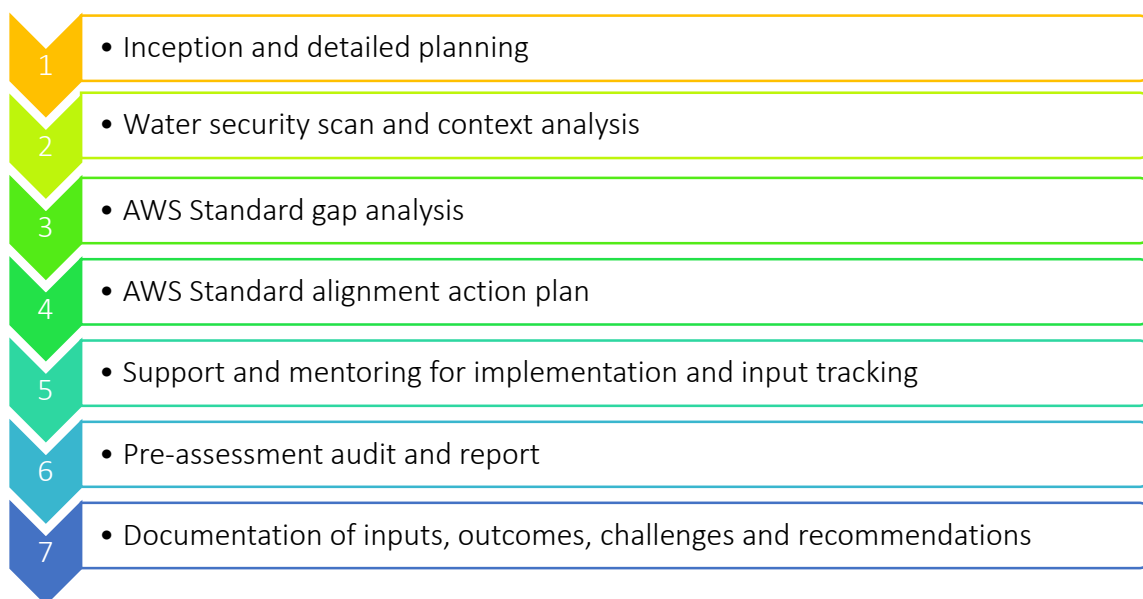 1
• Inception and detailed planning
2
• Water security scan and context analysis
3
• AWS Standard gap analysis
4
• AWS Standard alignment action plan
5
• Support and mentoring for implementation and input tracking
6
• Pre-assessment audit and report
7
• Documentation of inputs, outcomes, challenges and recommendations